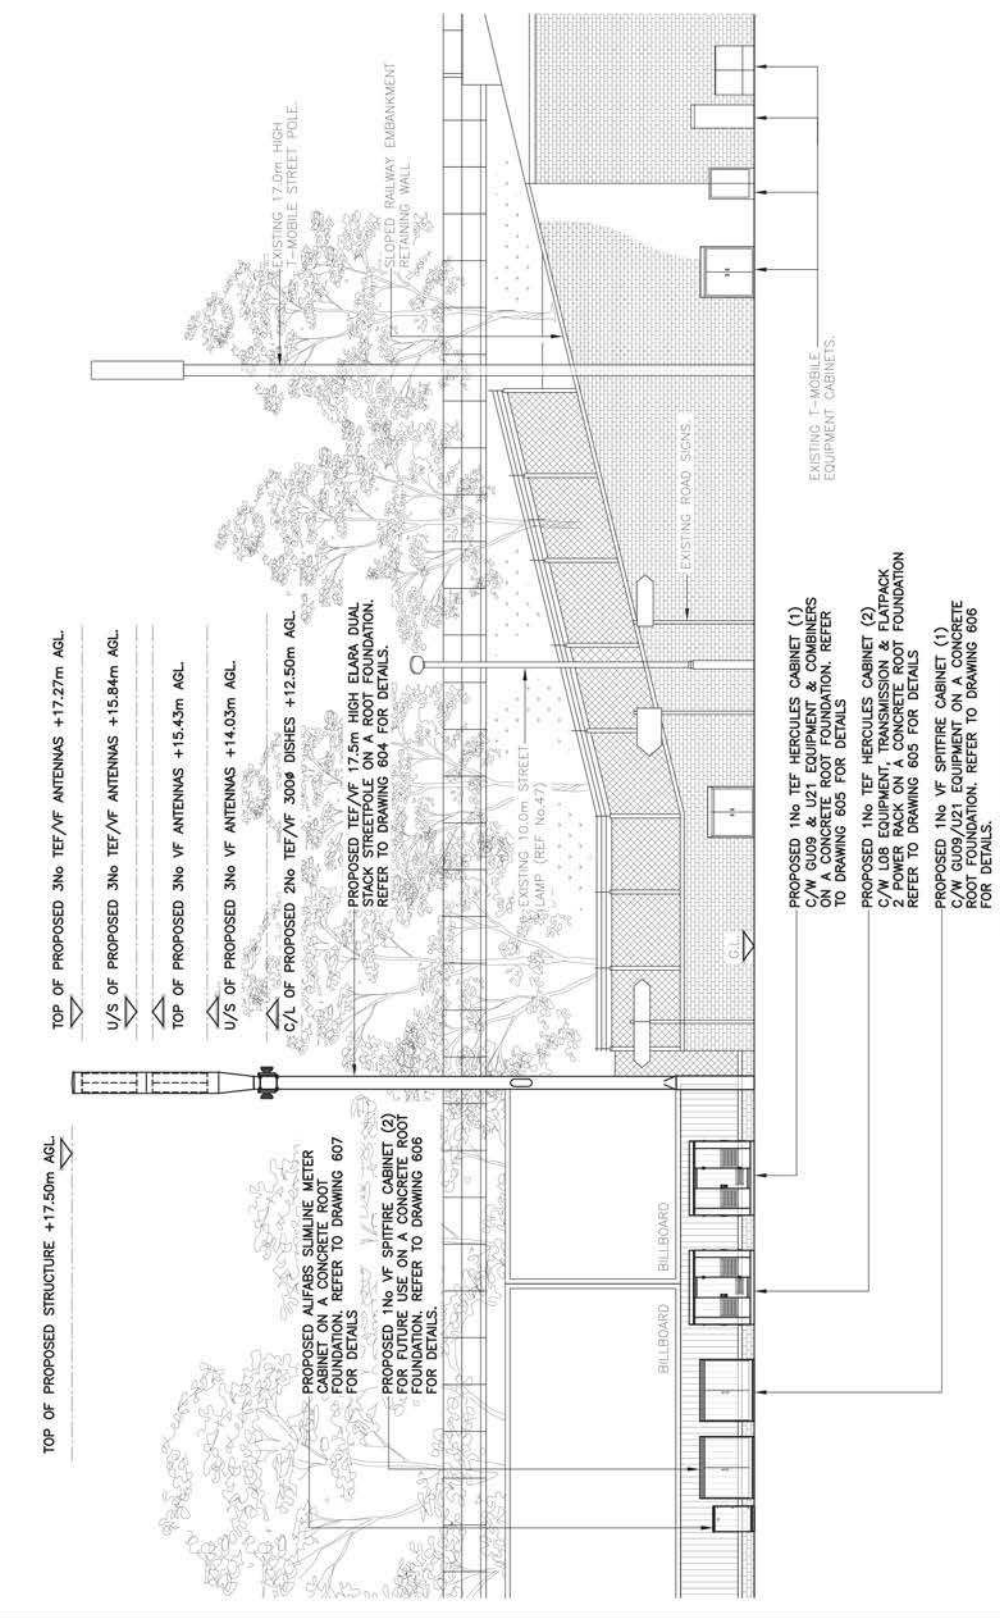 TOP OF PROPOSED STRUCTURE +17.50m AGL.
TOP OF PROPOSED 3No TEF/VF ANTENNAS +17.27m AGL.
U/S OF PROPOSED 3No TEF/VF ANTENNAS +15.84m AGL.
TOP OF PROPOSED 3No VF ANTENNAS +15.43m AGL.
U/S OF PROPOSED 3No VF ANTENNAS +14.03m AGL.
C/L OF PROPOSED 2No TEF/VF 300Ø DISHES +12.50m AGL.
PROPOSED TEF/VF 17.5m HIGH ELARA DUAL
STACK STREETPOLE ON A ROOT FOUNDATION.
REFER TO DRAWING 604 FOR DETAILS.
EXISTING 17.0m HIGH
T-MOBILE STREET POLE.
SLOPED RAILWAY EMBANKMENT
RETAINING WALL.
PROPOSED ALIFABS SLIMLINE METER
CABINET ON A CONCRETE ROOT
FOUNDATION. REFER TO DRAWING 607
FOR DETAILS
PROPOSED 1No VF SPITFIRE CABINET (2)
FOR FUTURE USE ON A CONCRETE ROOT
FOUNDATION. REFER TO DRAWING 606
FOR DETAILS.
EXISTING 10.0m STREET
LAMP (REF No.47)
EXISTING ROAD SIGNS.
BILLBOARD
BILLBOARD
G.L.
EXISTING T-MOBILE
EQUIPMENT CABINETS.
PROPOSED 1No TEF HERCULES CABINET (1)
C/W GU09 & U21 EQUIPMENT & COMBINERS
ON A CONCRETE ROOT FOUNDATION. REFER
TO DRAWING 605 FOR DETAILS
PROPOSED 1No TEF HERCULES CABINET (2)
C/W L08 EQUIPMENT, TRANSMISSION & FLATPACK
2 POWER RACK ON A CONCRETE ROOT FOUNDATION
REFER TO DRAWING 605 FOR DETAILS
PROPOSED 1No VF SPITFIRE CABINET (1)
C/W GU09/U21 EQUIPMENT ON A CONCRETE
ROOT FOUNDATION. REFER TO DRAWING 606
FOR DETAILS.